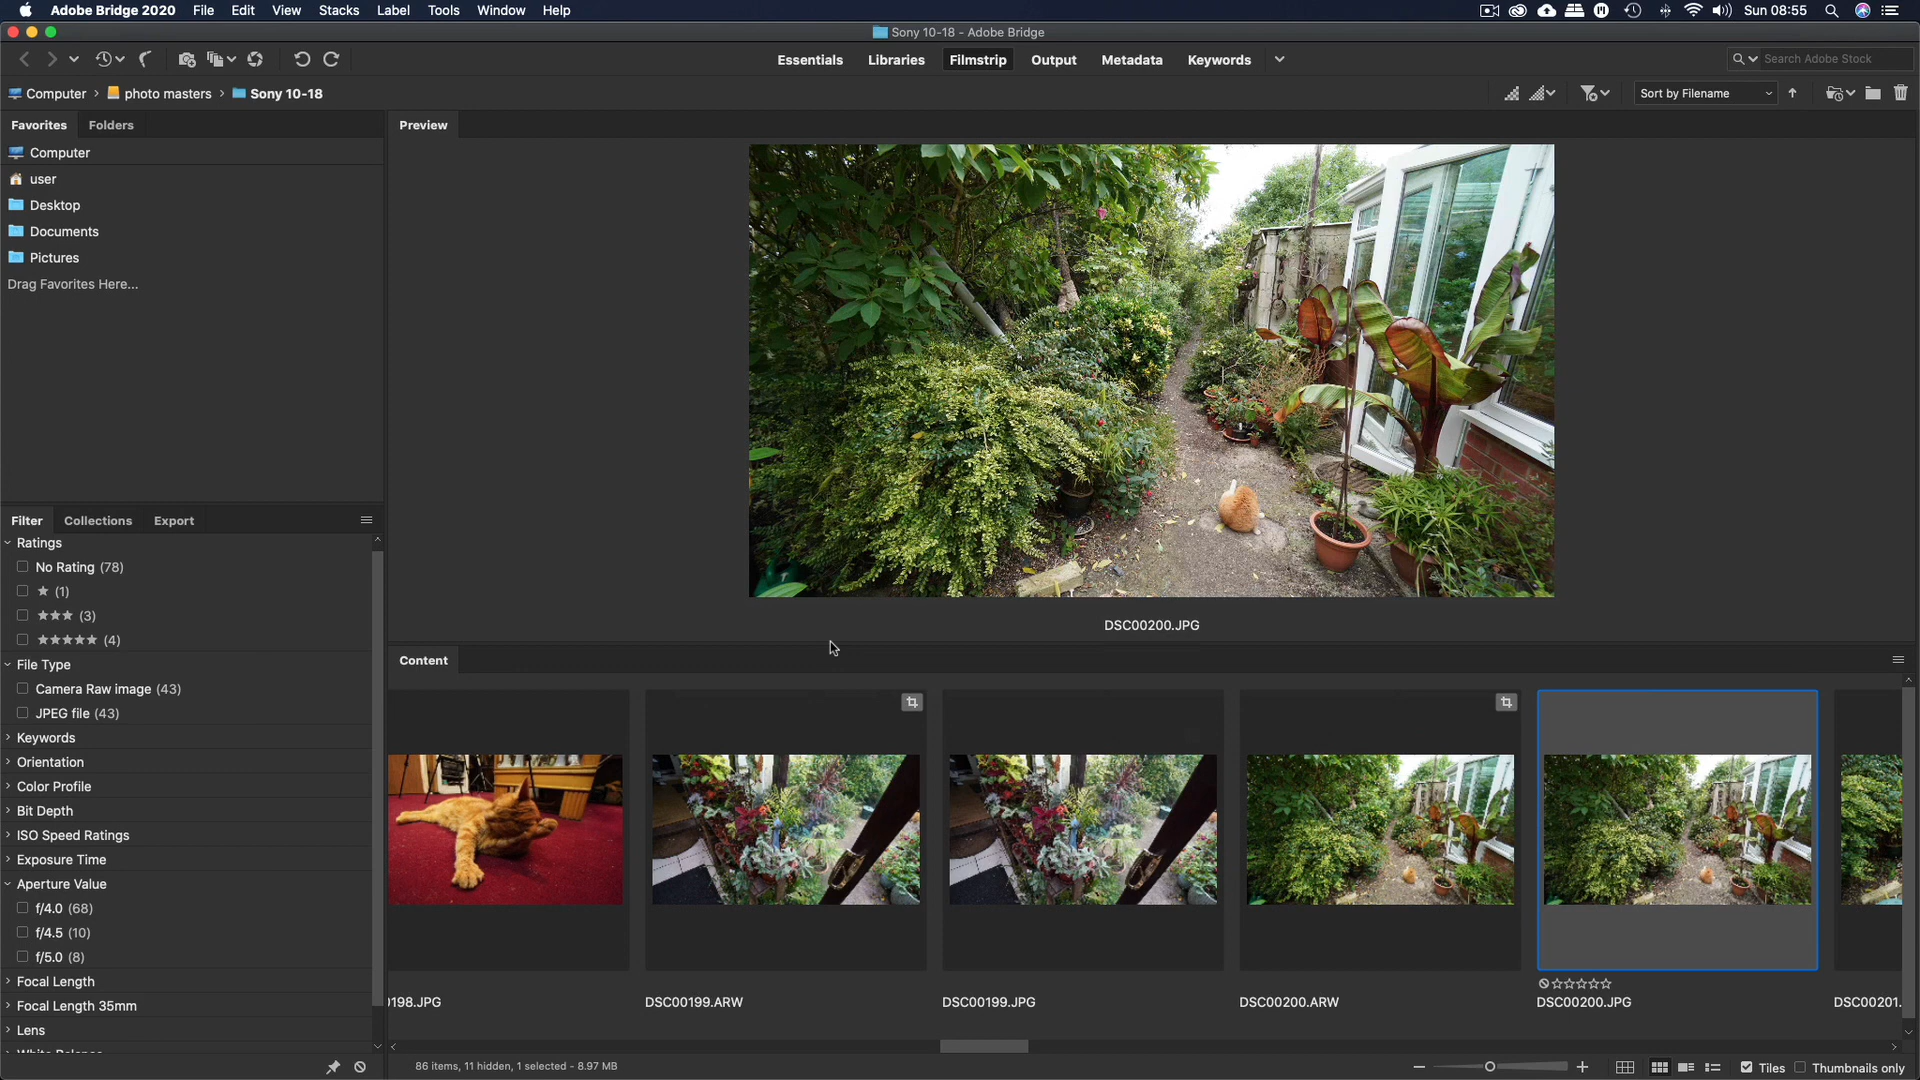 Adobe Bridge 2020 File Edit View Stacks Label Tools Window Help Sun 08:55
Sony 10-18 - Adobe Bridge
Essentials Libraries Filmstrip Output Metadata Keywords Search Adobe Stock
Computer photo masters Sony 10-18 Sort by Filename
Favorites Folders Preview
Computer
user
Desktop
Documents
Pictures
Drag Favorites Here...
DSC00200.JPG
Filter Collections Export
Ratings
No Rating (78)
★ (1)
★★★ (3)
★★★★★ (4)
File Type
Camera Raw image (43)
JPEG file (43)
Keywords
Orientation
Color Profile
Bit Depth
ISO Speed Ratings
Exposure Time
Aperture Value
f/4.0 (68)
f/4.5 (10)
f/5.0 (8)
Focal Length
Focal Length 35mm
Lens
Content
198.JPG DSC00199.ARW DSC00199.JPG DSC00200.ARW DSC00200.JPG DSC00201.
86 items, 11 hidden, 1 selected - 8.97 MB Tiles Thumbnails only